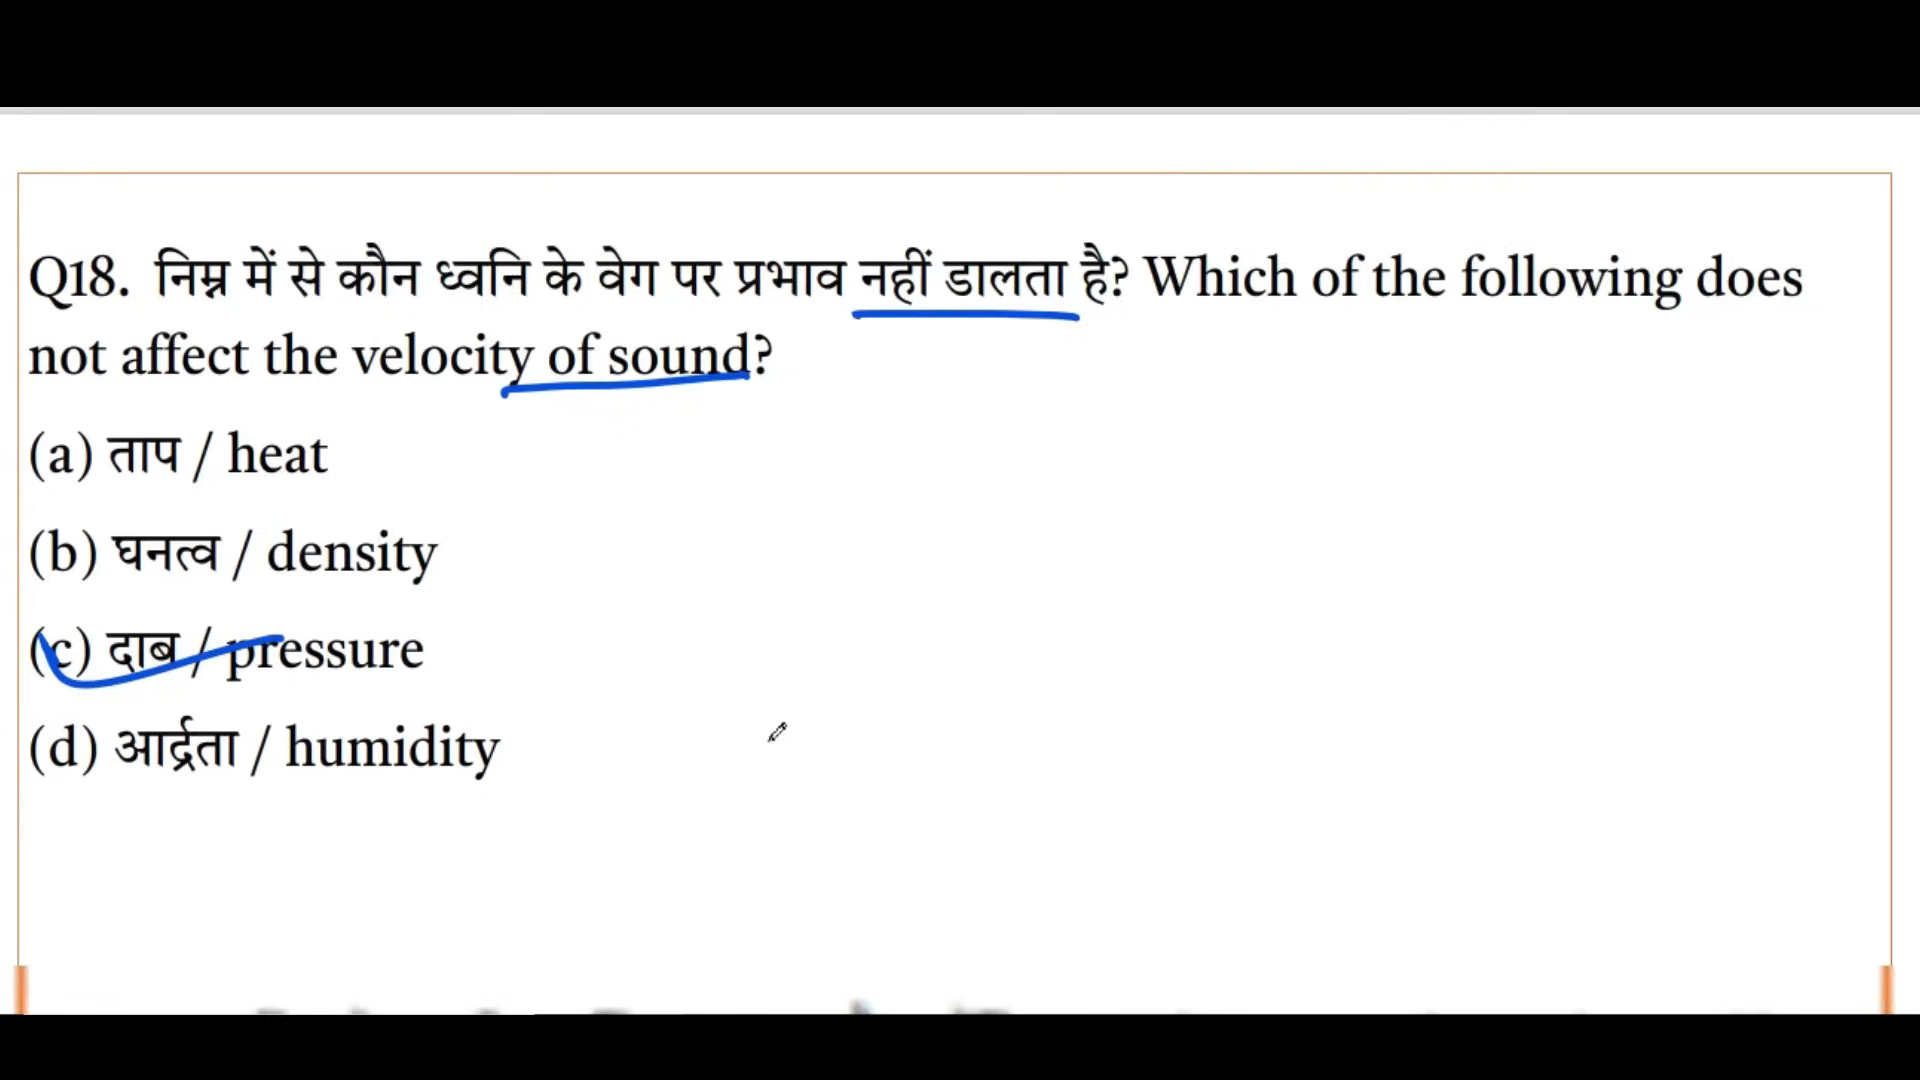 Q18. निम्न में से कौन ध्वनि के वेग पर प्रभाव नहीं डालता है? Which of the following does
not affect the velocity of sound?
(a) ताप / heat
(b) घनत्व / density
(c) दाब / pressure
(d) आर्द्रता / humidity